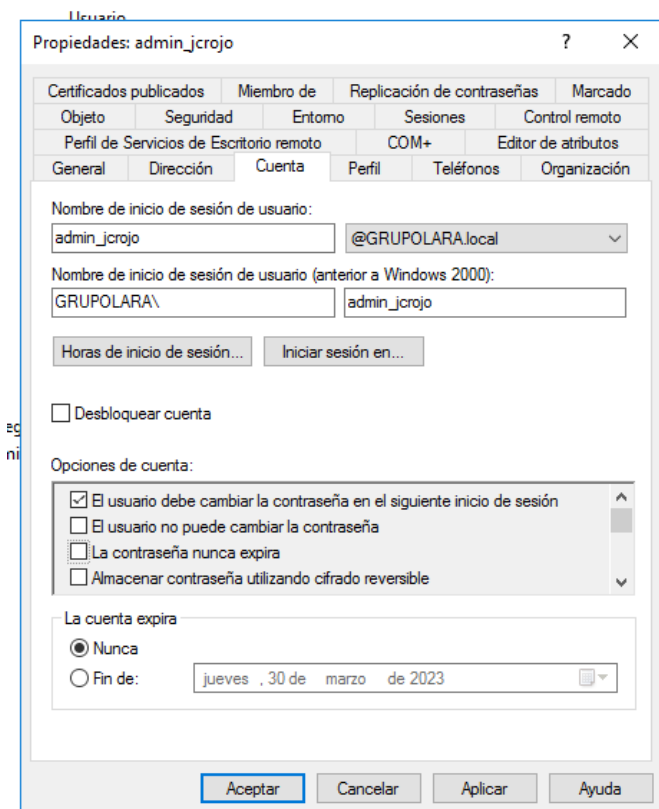 Usuario
Propiedades: admin_jcrojo ? X
Certificados publicados Miembro de Replicación de contraseñas Marcado
Objeto Seguridad Entorno Sesiones Control remoto
Perfil de Servicios de Escritorio remoto COM+ Editor de atributos
General Dirección Cuenta Perfil Teléfonos Organización
Nombre de inicio de sesión de usuario:
admin_jcrojo @GRUPOLARA.local
Nombre de inicio de sesión de usuario (anterior a Windows 2000):
GRUPOLARA\ admin_jcrojo
Horas de inicio de sesión... Iniciar sesión en...
Desbloquear cuenta
Opciones de cuenta:
El usuario debe cambiar la contraseña en el siguiente inicio de sesión
El usuario no puede cambiar la contraseña
La contraseña nunca expira
Almacenar contraseña utilizando cifrado reversible
La cuenta expira
Nunca
Fin de: jueves , 30 de marzo de 2023
Aceptar Cancelar Aplicar Ayuda